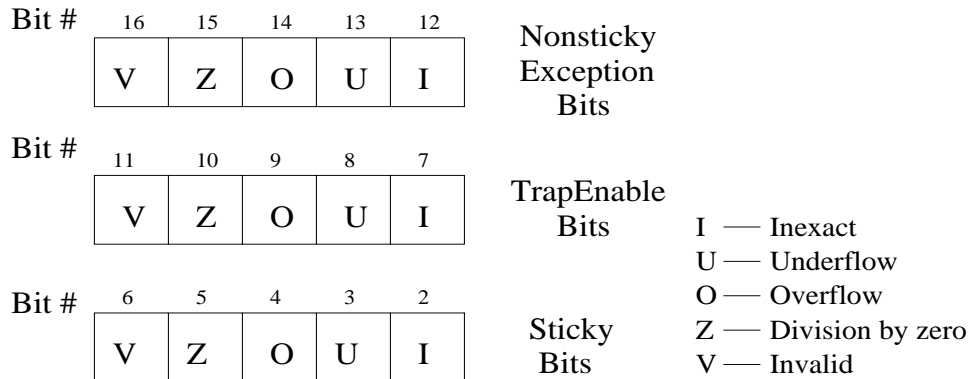 Bit # 16 15 14 13 12
V Z O U I
Nonsticky
Exception
Bits
Bit # 11 10 9 8 7
V Z O U I
TrapEnable
Bits
Bit # 6 5 4 3 2
V Z O U I
Sticky
Bits
I — Inexact
U — Underflow
O — Overflow
Z — Division by zero
V — Invalid